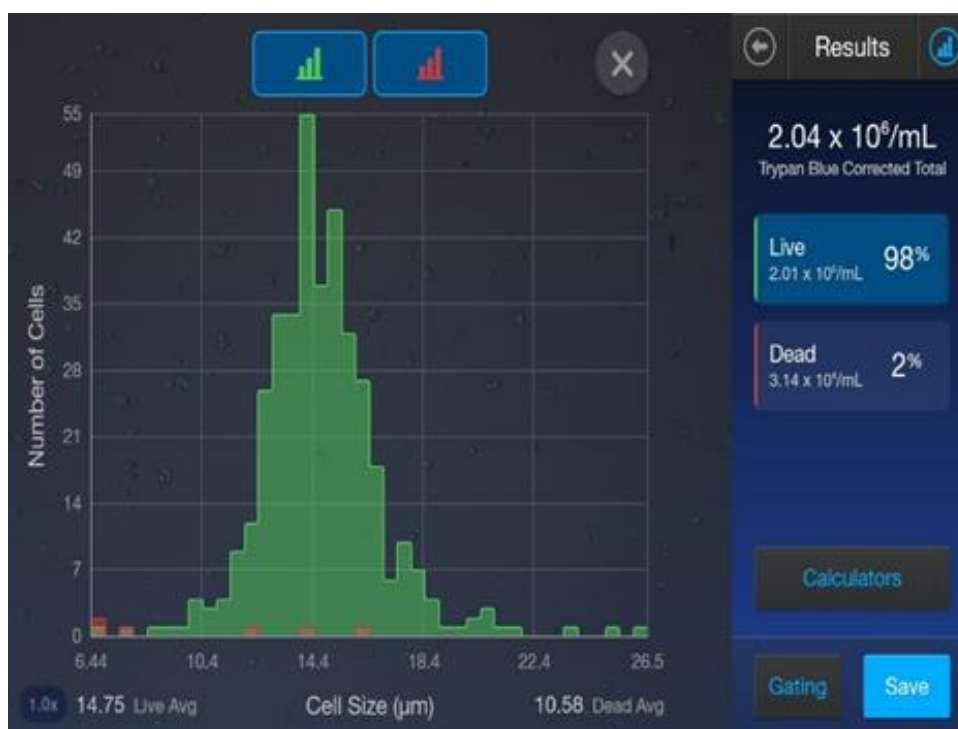 Results
2.04 x 10⁶/mL
Trypan Blue Corrected Total
Live
98%
2.01 x 10⁶/mL
Dead
2%
3.14 x 10⁴/mL
Calculators
Gating
Save
Number of Cells
55
49
42
35
28
21
14
7
0
6.44 10.4 14.4 18.4 22.4 26.5
1.0x 14.75 Live Avg Cell Size (μm) 10.58 Dead Avg